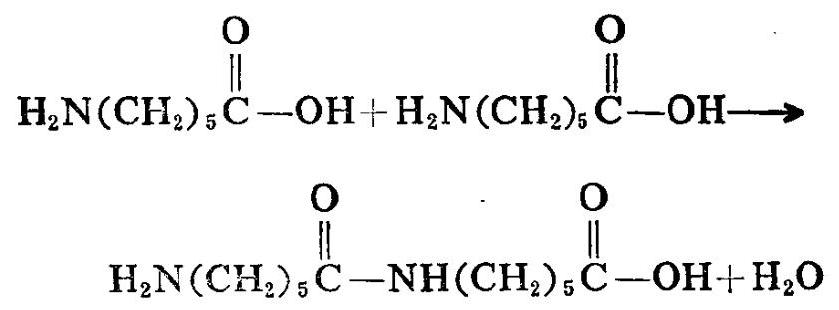 O O
H₂N(CH₂)₅C—OH+H₂N(CH₂)₅C—OH⟶
O O
H₂N(CH₂)₅C—NH(CH₂)₅C—OH+H₂O